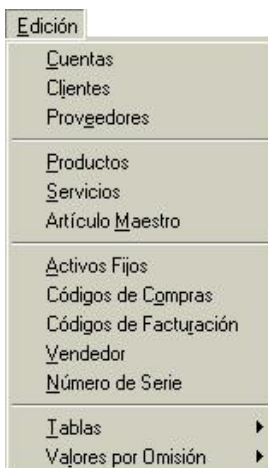 Edición
Cuentas
Clientes
Proveedores
Productos
Servicios
Artículo Maestro
Activos Fijos
Códigos de Compras
Códigos de Facturación
Vendedor
Número de Serie
Tablas
Valores por Omisión